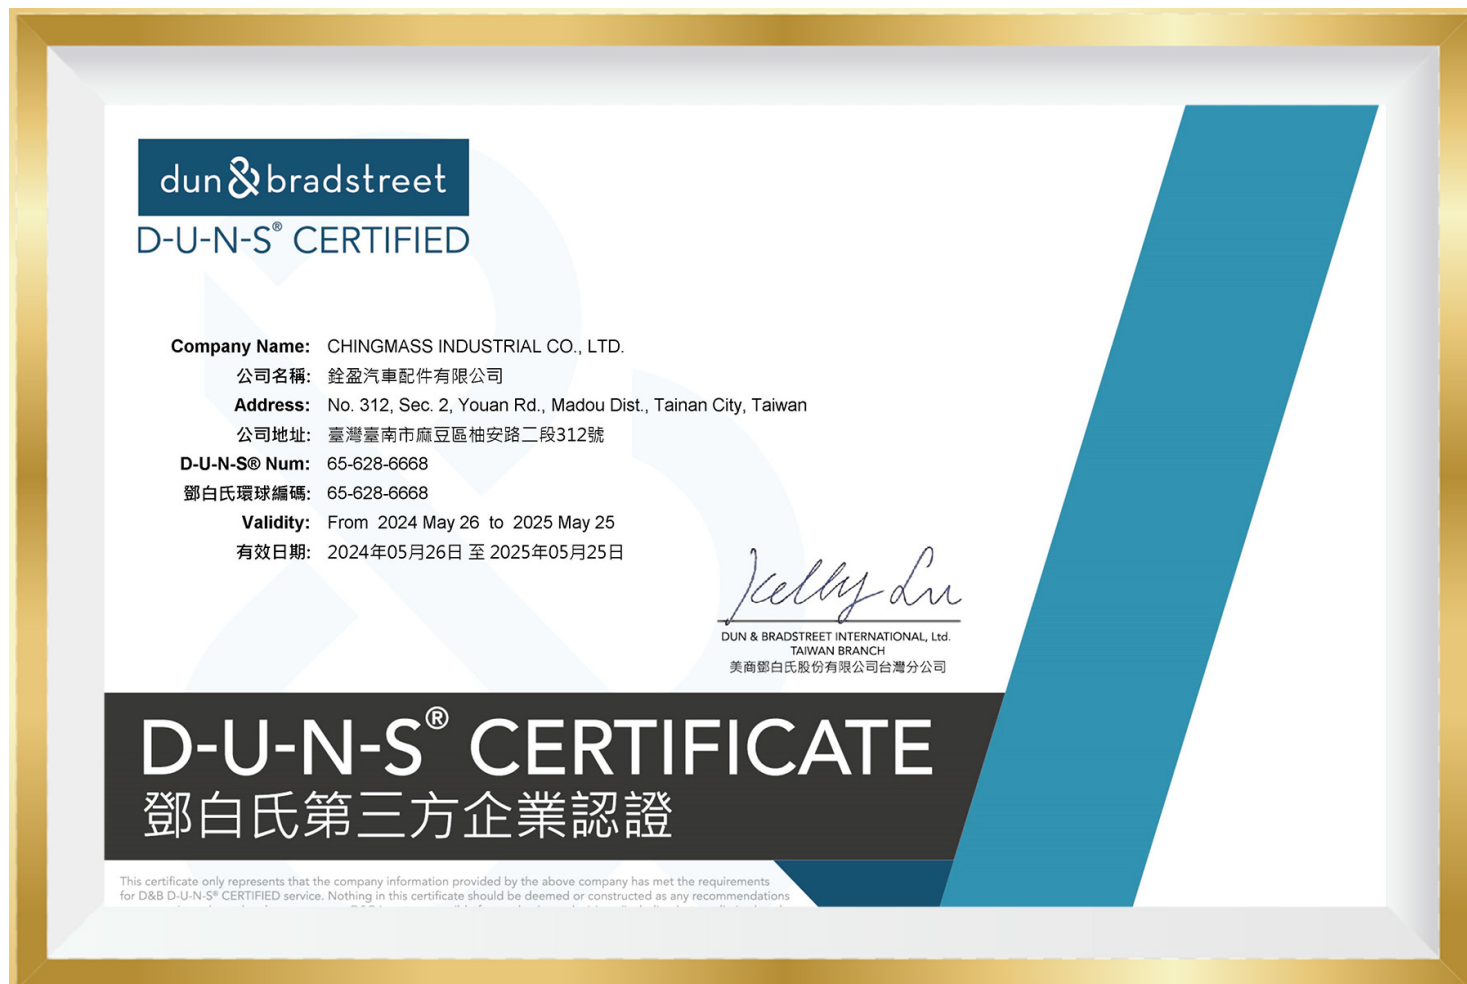 dun & bradstreet
D-U-N-S® CERTIFIED
Company Name: CHINGMASS INDUSTRIAL CO., LTD.
公司名稱: 銓盈汽車配件有限公司
Address: No. 312, Sec. 2, Youan Rd., Madou Dist., Tainan City, Taiwan
公司地址: 臺灣臺南市麻豆區柚安路二段312號
D-U-N-S® Num: 65-628-6668
鄧白氏環球編碼: 65-628-6668
Validity: From 2024 May 26 to 2025 May 25
有效日期: 2024年05月26日 至 2025年05月25日
Kelly Lu
DUN & BRADSTREET INTERNATIONAL, Ltd.
TAIWAN BRANCH
美商鄧白氏股份有限公司台灣分公司
D-U-N-S® CERTIFICATE
鄧白氏第三方企業認證
This certificate only represents that the company information provided by the above company has met the requirements
for D&B D-U-N-S® CERTIFIED service. Nothing in this certificate should be deemed or constructed as any recommendations